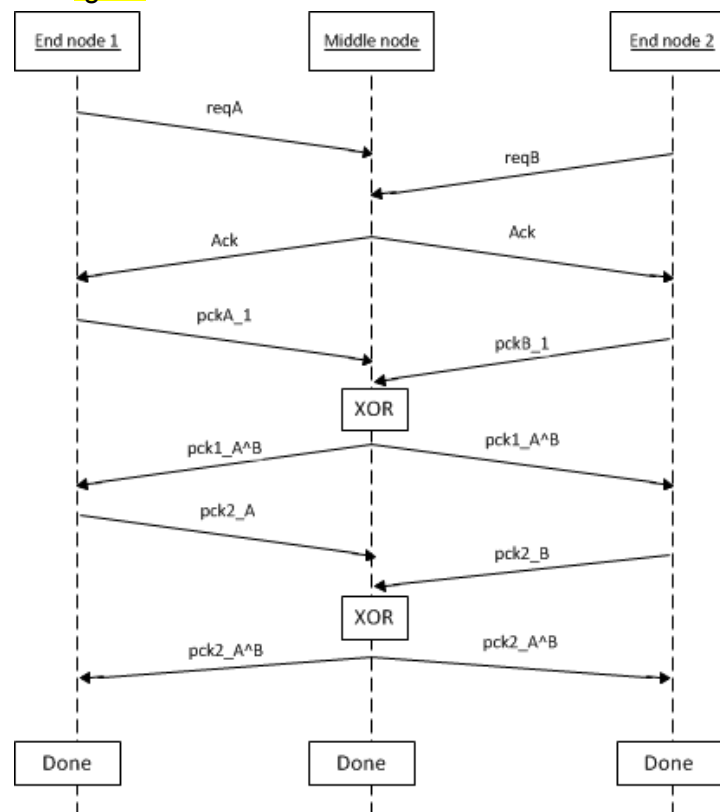 End node 1
Middle node
End node 2
reqA
reqB
Ack
Ack
pckA_1
pckB_1
XOR
pck1_A^B
pck1_A^B
pck2_A
pck2_B
XOR
pck2_A^B
pck2_A^B
Done
Done
Done